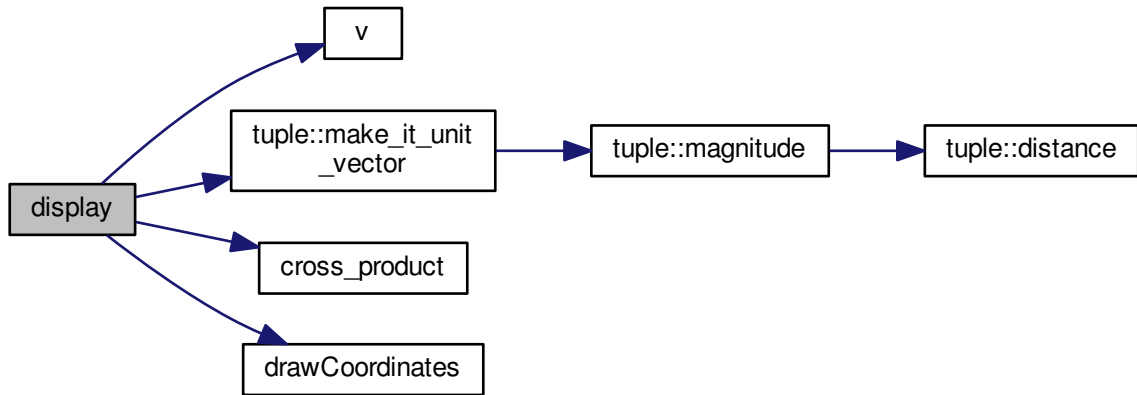 v
tuple::make_it_unit
_vector
tuple::magnitude
tuple::distance
display
cross_product
drawCoordinates